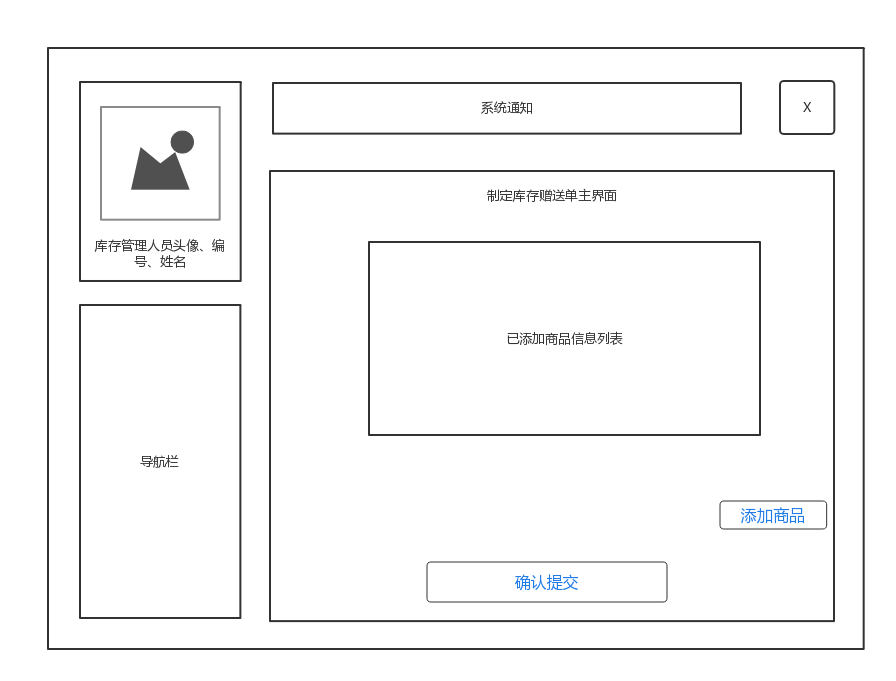 系统通知
X
库存管理人员头像、编
号、姓名
制定库存赠送单主界面
已添加商品信息列表
导航栏
添加商品
确认提交